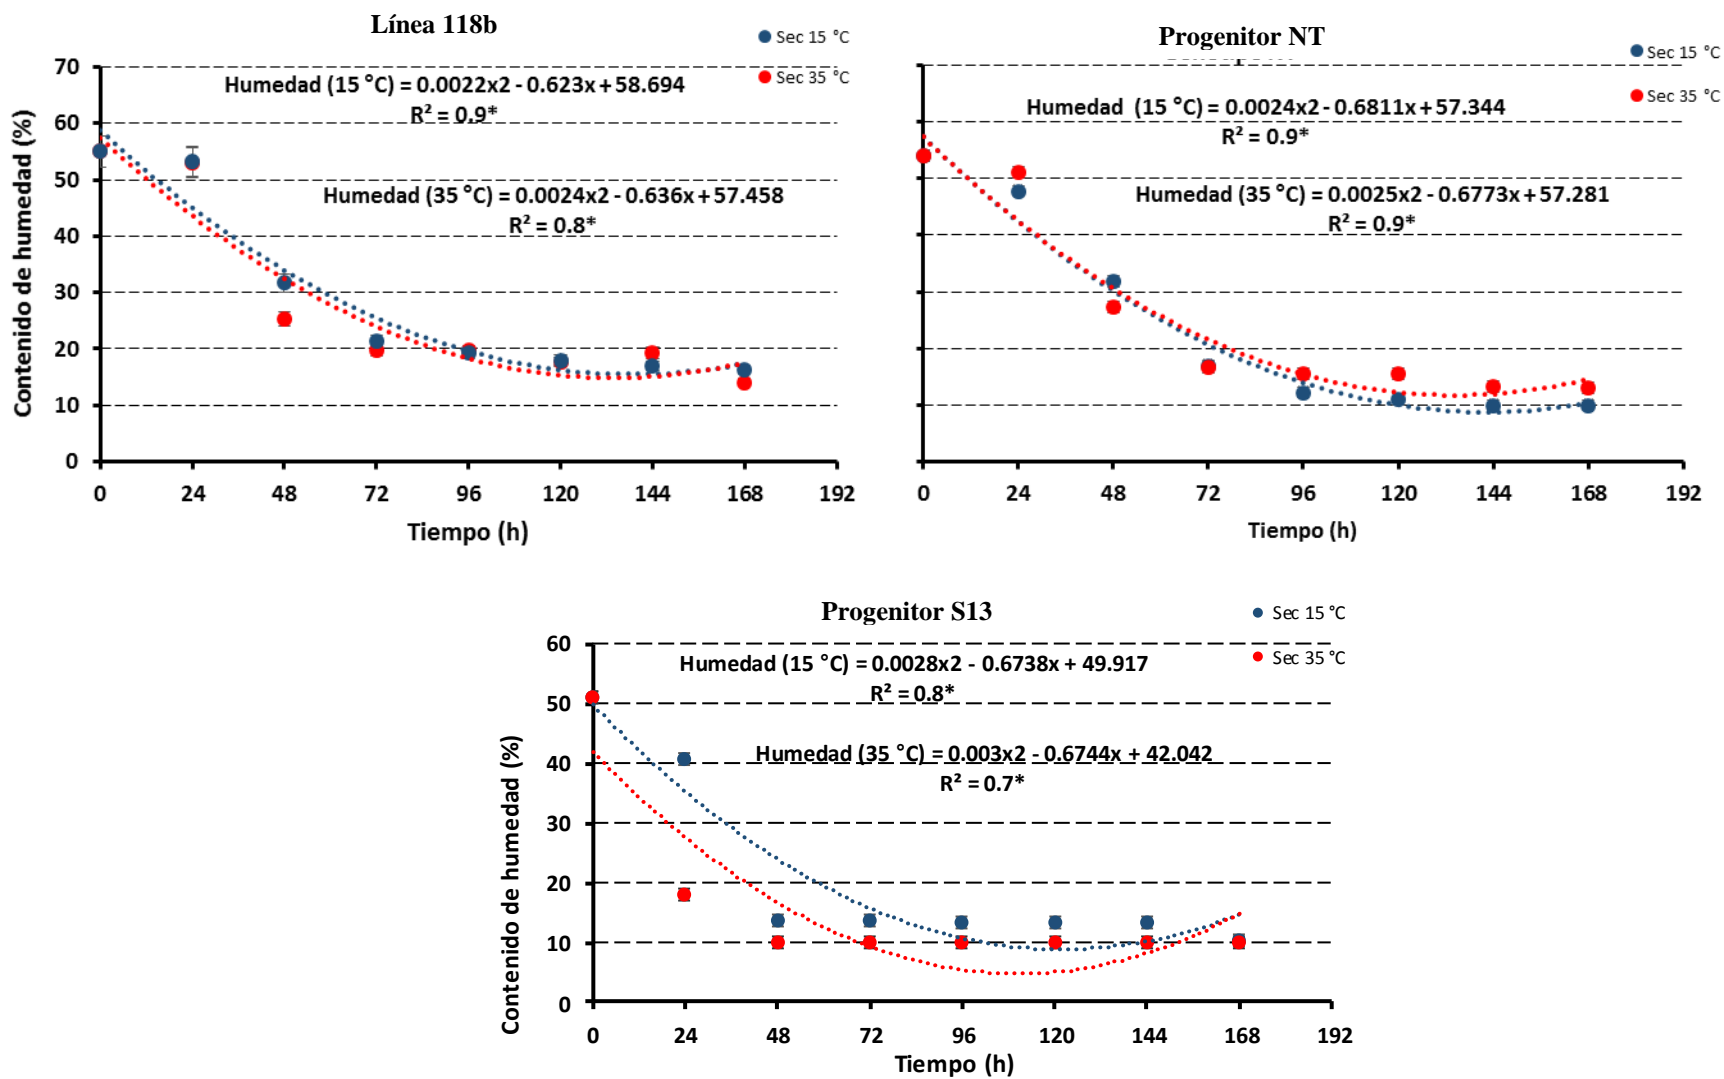 Línea 118b
Sec 15 °C
Sec 35 °C
Humedad (15 °C) = 0.0022x2 - 0.623x + 58.694
R² = 0.9*
Humedad (35 °C) = 0.0024x2 - 0.636x + 57.458
R² = 0.8*
Contenido de humedad (%)
70
60
50
40
30
20
10
0
0 24 48 72 96 120 144 168 192
Tiempo (h)
Progenitor NT
Sec 15 °C
Sec 35 °C
Humedad (15 °C) = 0.0024x2 - 0.6811x + 57.344
R² = 0.9*
Humedad (35 °C) = 0.0025x2 - 0.6773x + 57.281
R² = 0.9*
0 24 48 72 96 120 144 168 192
Tiempo (h)
Progenitor S13
Sec 15 °C
Sec 35 °C
Humedad (15 °C) = 0.0028x2 - 0.6738x + 49.917
R² = 0.8*
Humedad (35 °C) = 0.003x2 - 0.6744x + 42.042
R² = 0.7*
Contenido de humedad (%)
60
50
40
30
20
10
0
0 24 48 72 96 120 144 168 192
Tiempo (h)